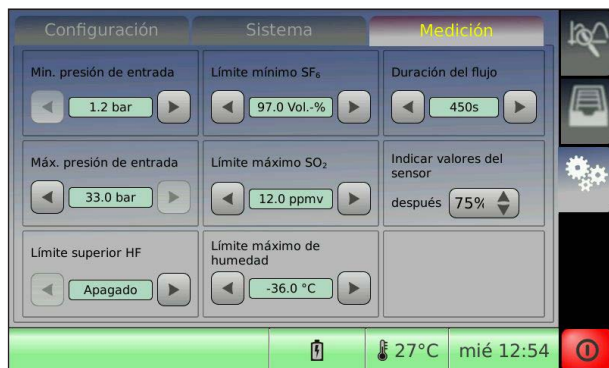 Configuración
Sistema
Medición
Min. presión de entrada
1.2 bar
Límite mínimo SF₆
97.0 Vol.-%
Duración del flujo
450s
Máx. presión de entrada
33.0 bar
Límite máximo SO₂
12.0 ppmv
Indicar valores del
sensor
después 75%
Límite superior HF
Apagado
Límite máximo de
humedad
-36.0 °C
27°C
mié 12:54